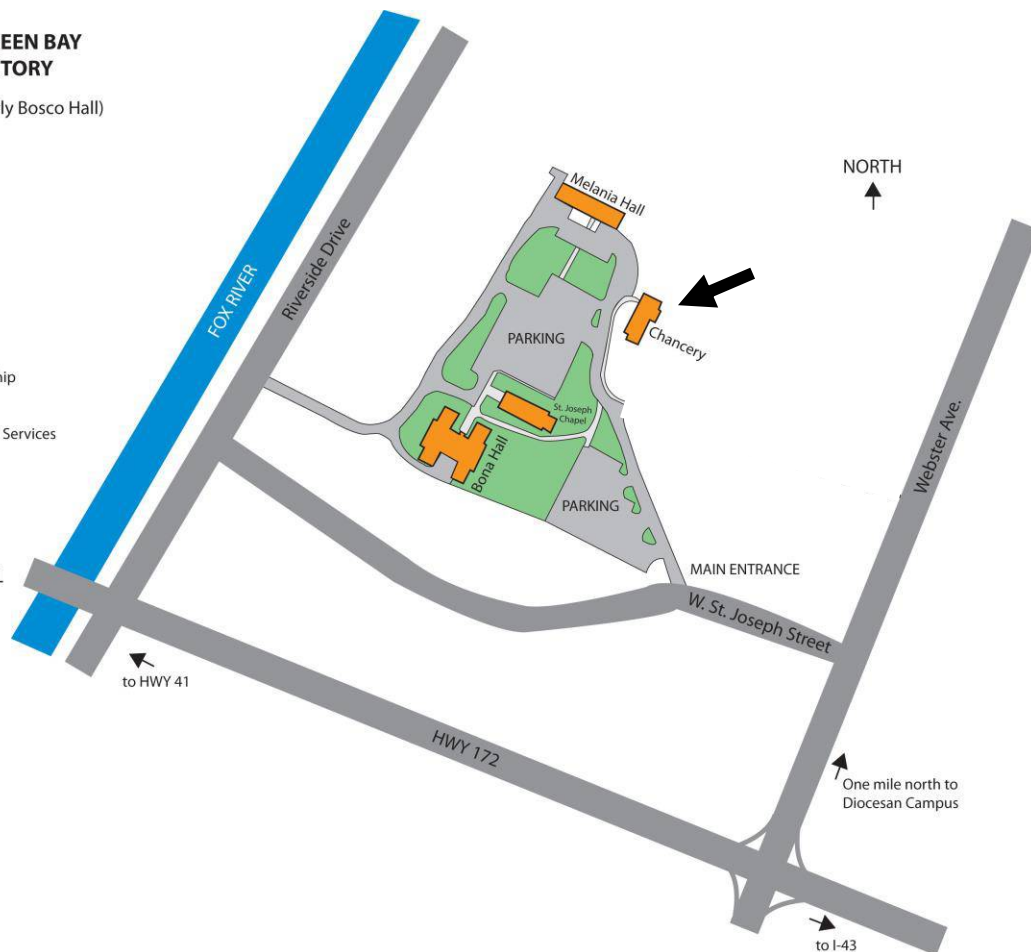 EEN BAY
TORY
ly Bosco Hall)
ip
Services
FOX RIVER
Riverside Drive
Melania Hall
NORTH
Chancery
PARKING
St. Joseph
Chapel
Bona Hall
PARKING
Webster Ave.
MAIN ENTRANCE
W. St. Joseph Street
to HWY 41
HWY 172
One mile north to
Diocesan Campus
to I-43